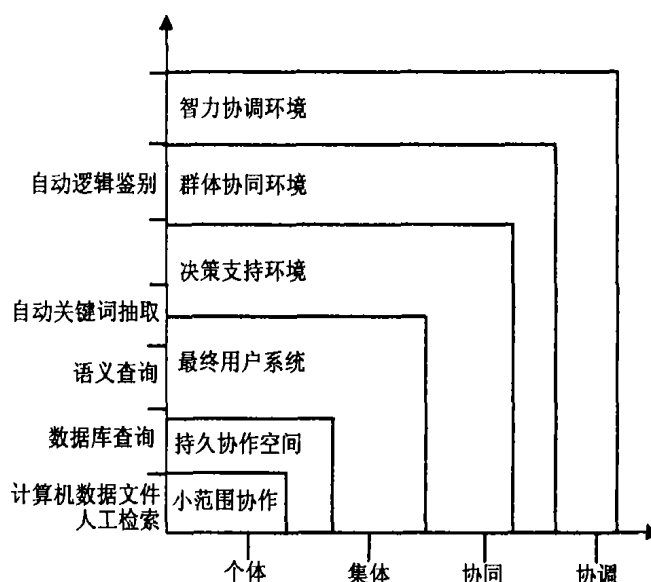 智力协调环境
自动逻辑鉴别
群体协同环境
决策支持环境
自动关键词抽取
最终用户系统
语义查询
数据库查询
持久协作空间
计算机数据文件
人工检索
小范围协作
个体
集体
协同
协调